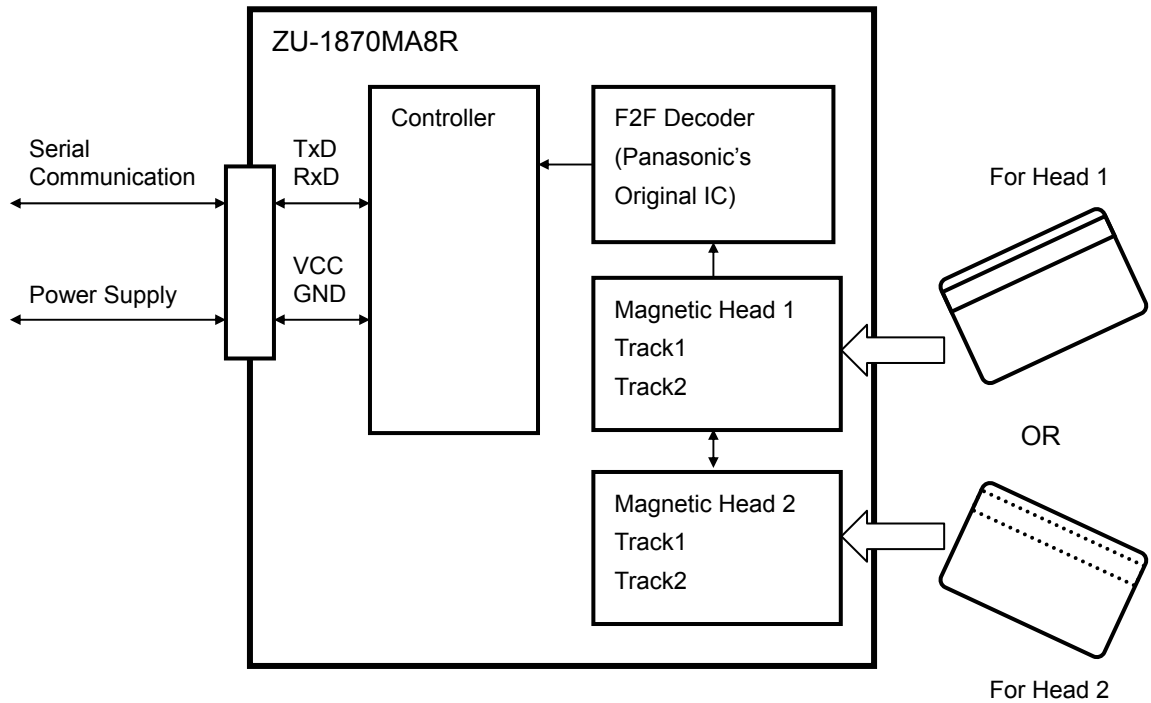 ZU-1870MA8R
Serial
Communication
TxD
RxD
Controller
F2F Decoder
(Panasonic’s
Original IC)
Power Supply
VCC
GND
Magnetic Head 1
Track1
Track2
Magnetic Head 2
Track1
Track2
For Head 1
OR
For Head 2